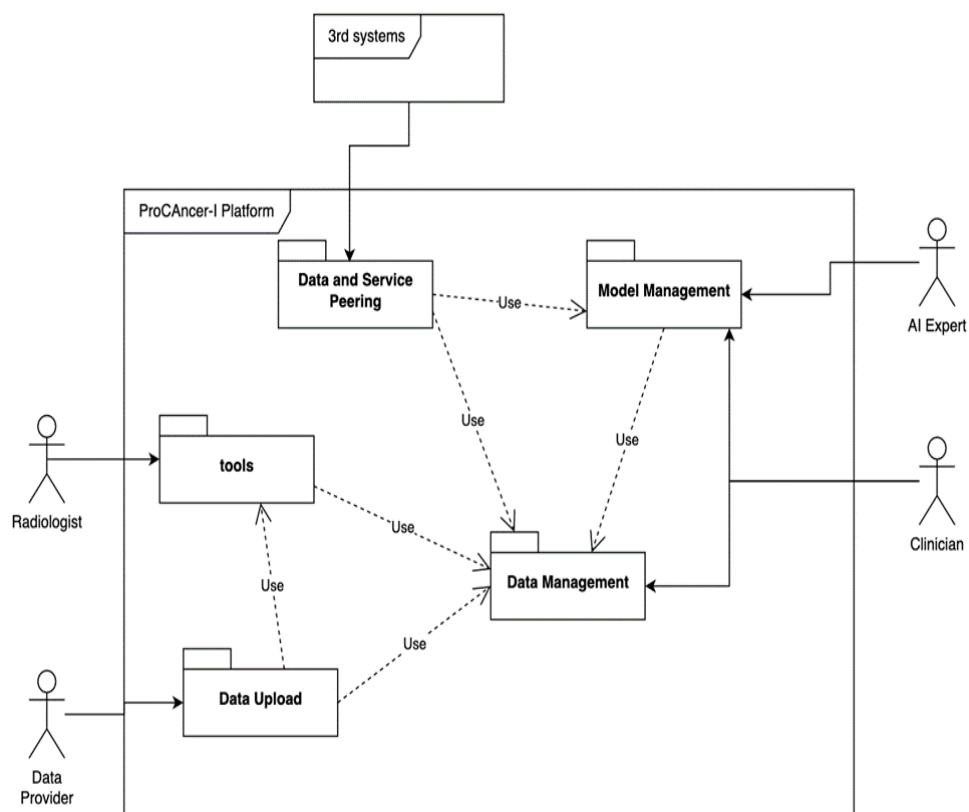 3rd systems
ProCAncer-I Platform
Data and Service
Peering
Use
Model Management
AI Expert
Use
Use
tools
Radiologist
Use
Clinician
Use
Data Management
Use
Data Upload
Data
Provider